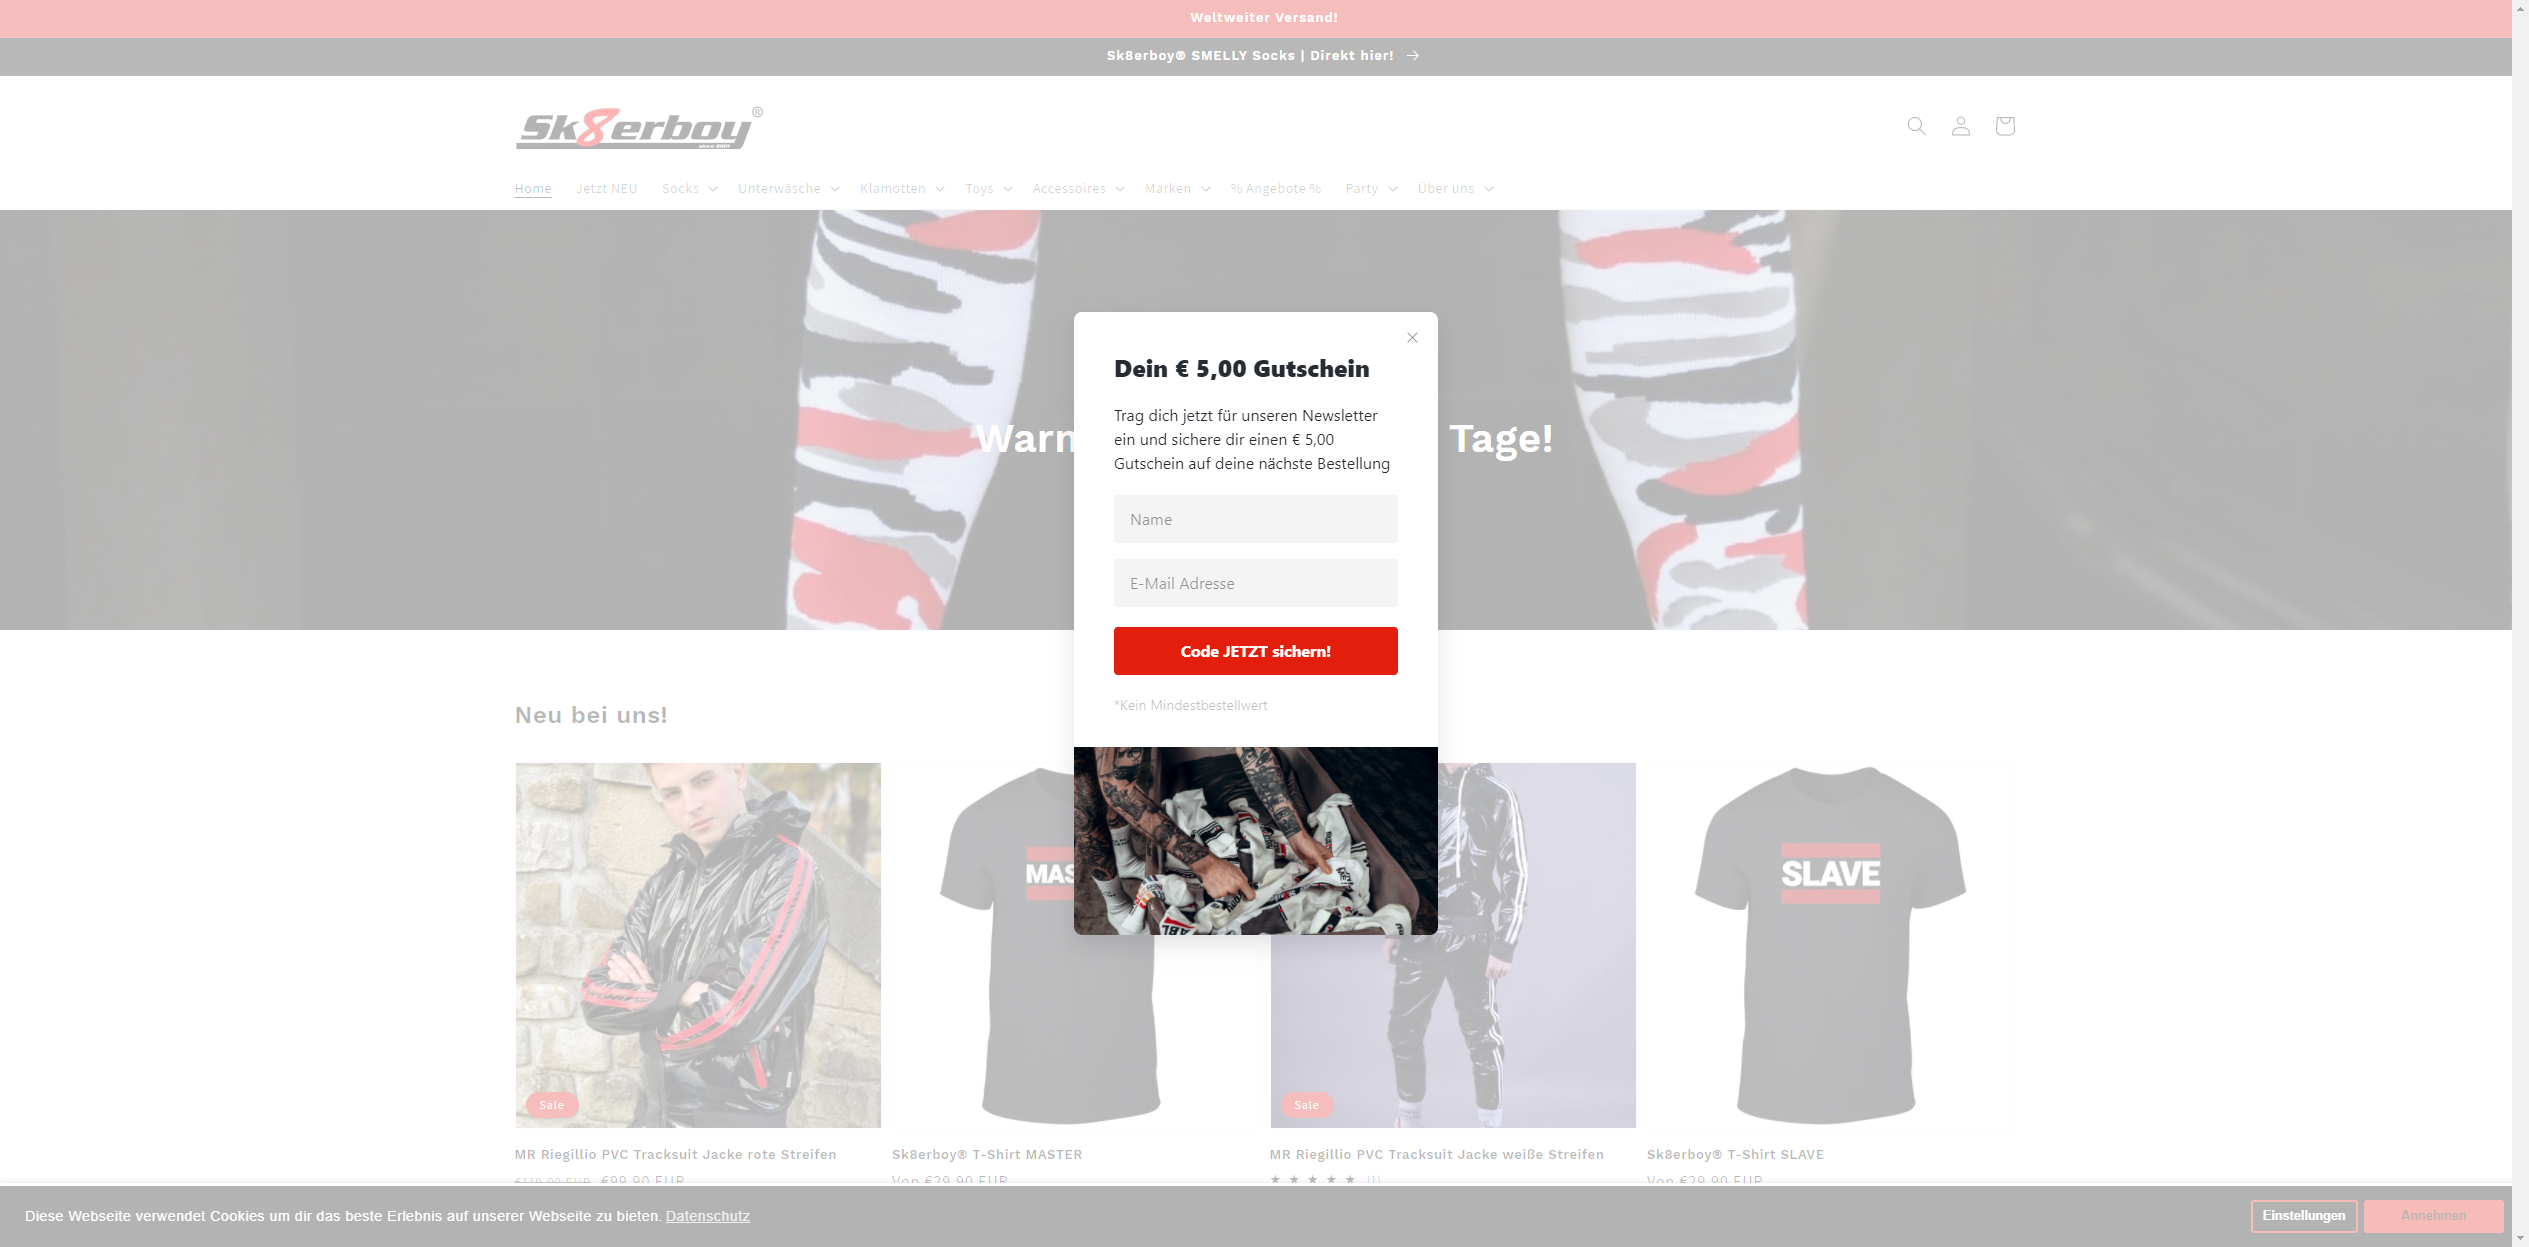 Weltweiter Versand!
Sk8erboy® SMELLY Socks | Direkt hier!
Sk8erboy®
since 2001
Home Jetzt NEU Socks Unterwäsche Klamotten Toys Accessoires Marken % Angebote % Party Über uns
Warm Tage!
Dein € 5,00 Gutschein
Trag dich jetzt für unseren Newsletter
ein und sichere dir einen € 5,00
Gutschein auf deine nächste Bestellung
Name
E-Mail Adresse
Code JETZT sichern!
*Kein Mindestbestellwert
Neu bei uns!
MAS
SLAVE
Sale
Sale
MR Riegillio PVC Tracksuit Jacke rote Streifen
€119,90 EUR €99,90 EUR
Sk8erboy® T-Shirt MASTER
Von €29,90 EUR
MR Riegillio PVC Tracksuit Jacke weiße Streifen
★ ★ ★ ★ ★ (1)
Sk8erboy® T-Shirt SLAVE
Von €29,90 EUR
Diese Webseite verwendet Cookies um dir das beste Erlebnis auf unserer Webseite zu bieten. Datenschutz
Einstellungen
Annehmen